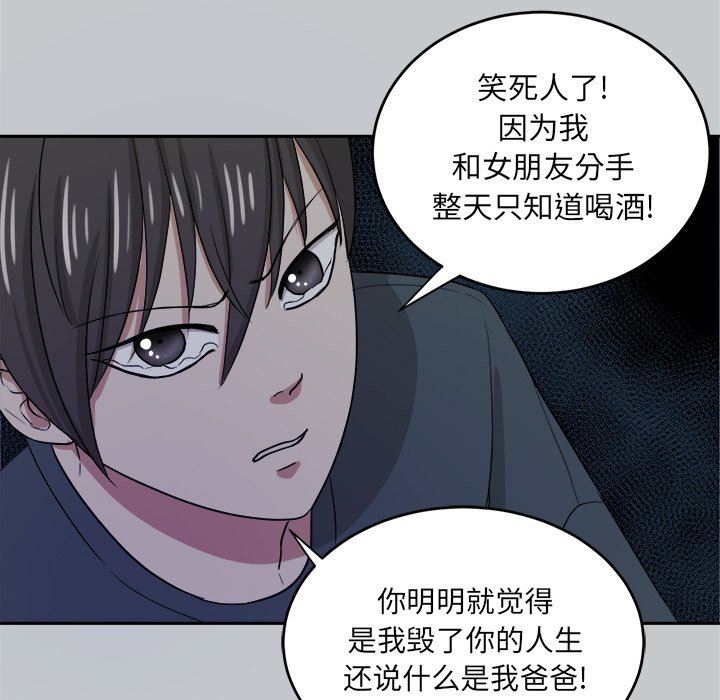 笑死人了!
因为我
和女朋友分手
整天只知道喝酒!
你明明就觉得
是我毁了你的人生
还说什么是我爸爸!